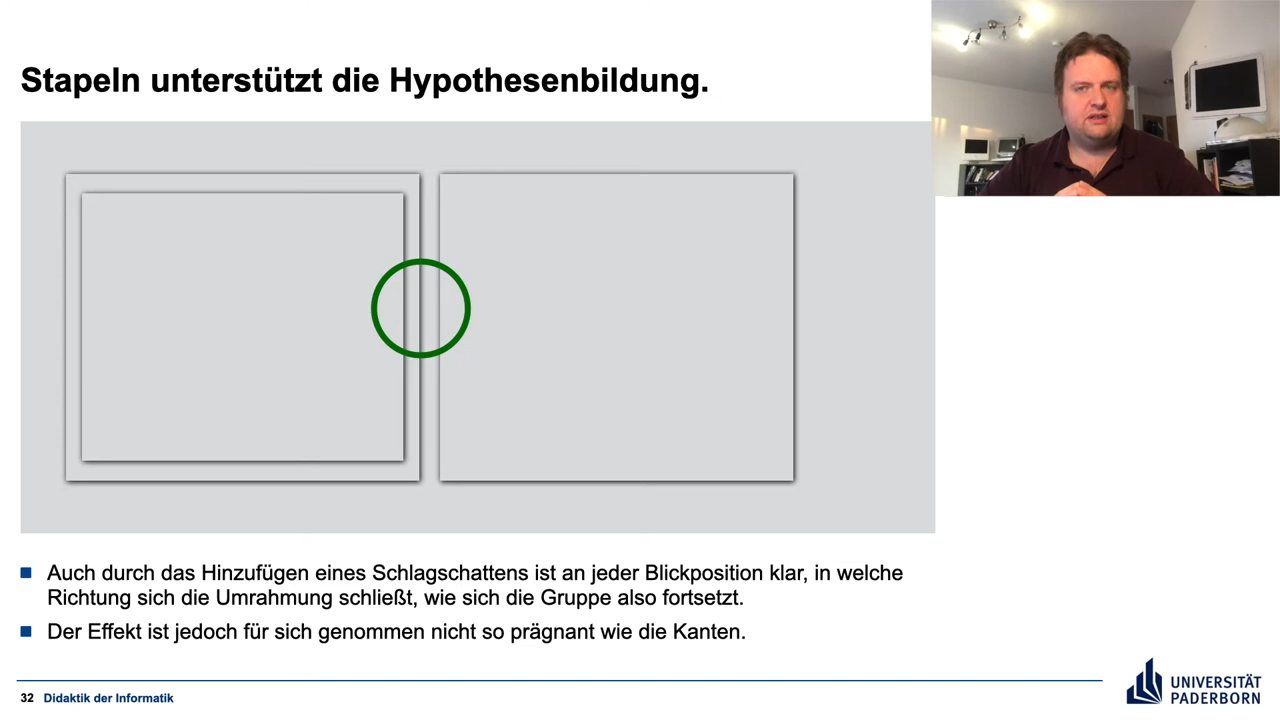 Stapeln unterstützt die Hypothesenbildung.
Auch durch das Hinzufügen eines Schlagschattens ist an jeder Blickposition klar, in welche
Richtung sich die Umrahmung schließt, wie sich die Gruppe also fortsetzt.
Der Effekt ist jedoch für sich genommen nicht so prägnant wie die Kanten.
32 Didaktik der Informatik
UNIVERSITÄT
PADERBORN